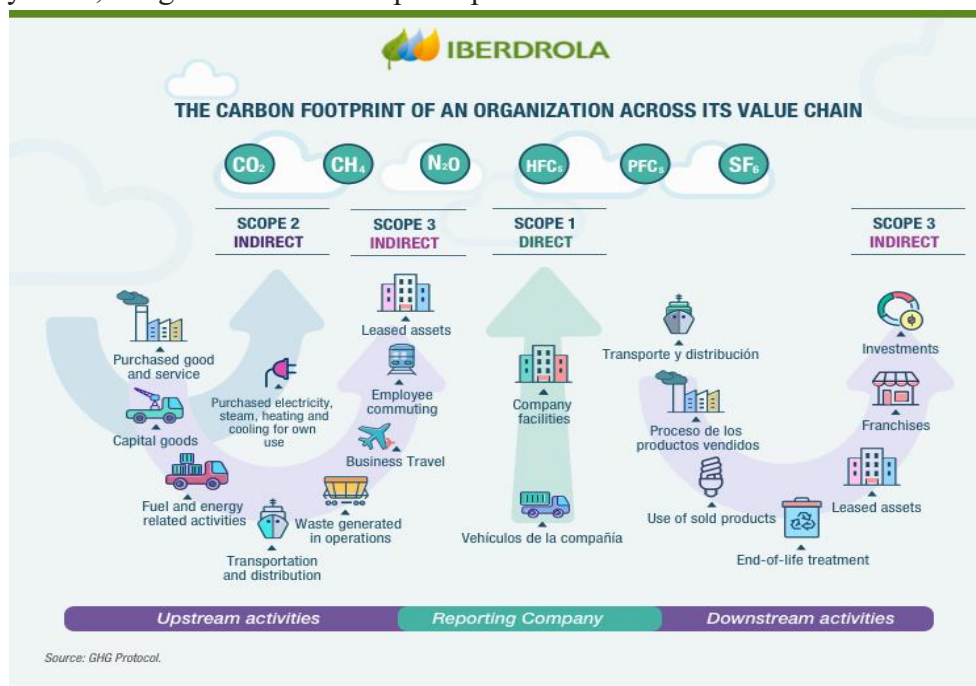 IBERDROLA
THE CARBON FOOTPRINT OF AN ORGANIZATION ACROSS ITS VALUE CHAIN
CO₂
CH₄
N₂O
HFCₛ
PFCₛ
SF₆
SCOPE 2
INDIRECT
SCOPE 3
INDIRECT
SCOPE 1
DIRECT
SCOPE 3
INDIRECT
Purchased good
and service
Capital goods
Fuel and energy
related activities
Transportation
and distribution
Purchased electricity,
steam, heating and
cooling for own
use
Waste generated
in operations
Business Travel
Employee
commuting
Leased assets
Company
facilities
Vehículos de la compañía
Transporte y distribución
Proceso de los
productos vendidos
Use of sold products
End-of-life treatment
Leased assets
Franchises
Investments
Upstream activities
Reporting Company
Downstream activities
Source: GHG Protocol.